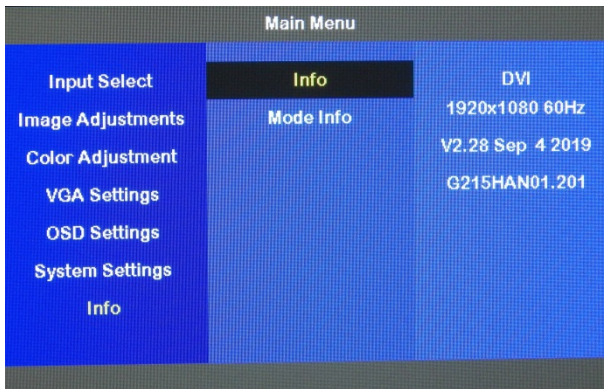 Main Menu
Input Select
Image Adjustments
Color Adjustment
VGA Settings
OSD Settings
System Settings
Info
Info
Mode Info
DVI
1920x1080 60Hz
V2.28 Sep 4 2019
G215HAN01.201